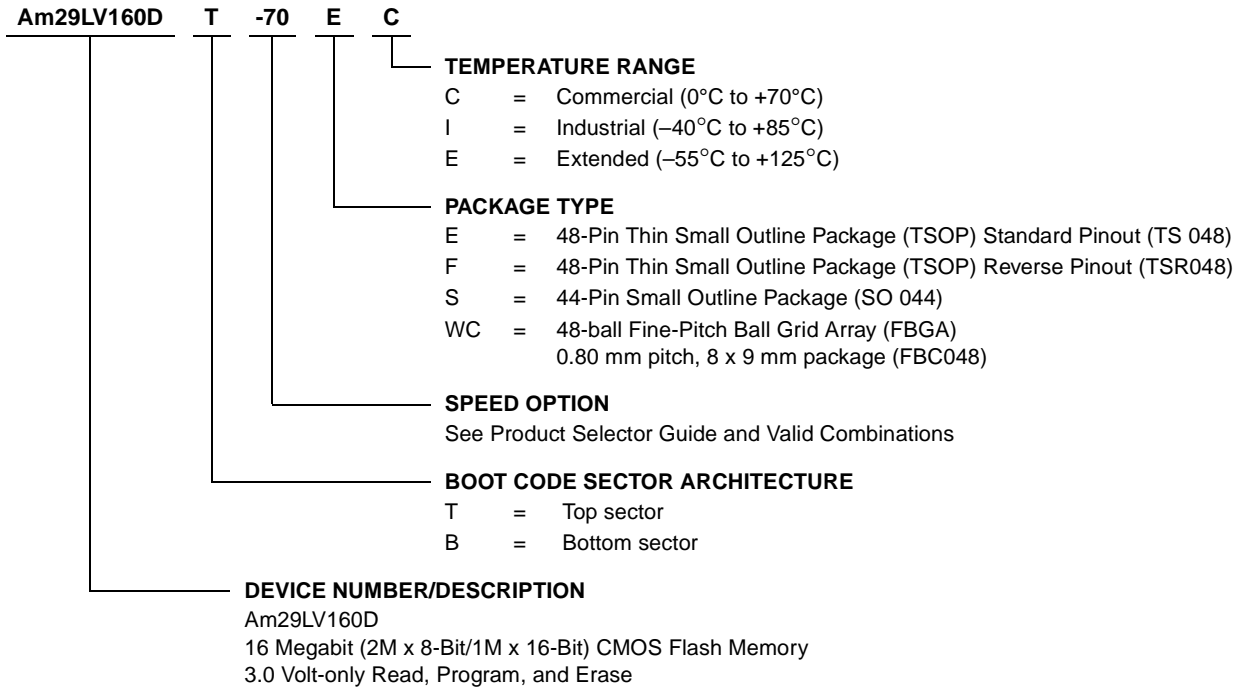 Am29LV160D T -70 E C
TEMPERATURE RANGE
C = Commercial (0°C to +70°C)
I = Industrial (–40°C to +85°C)
E = Extended (–55°C to +125°C)
PACKAGE TYPE
E = 48-Pin Thin Small Outline Package (TSOP) Standard Pinout (TS 048)
F = 48-Pin Thin Small Outline Package (TSOP) Reverse Pinout (TSR048)
S = 44-Pin Small Outline Package (SO 044)
WC = 48-ball Fine-Pitch Ball Grid Array (FBGA)
0.80 mm pitch, 8 x 9 mm package (FBC048)
SPEED OPTION
See Product Selector Guide and Valid Combinations
BOOT CODE SECTOR ARCHITECTURE
T = Top sector
B = Bottom sector
DEVICE NUMBER/DESCRIPTION
Am29LV160D
16 Megabit (2M x 8-Bit/1M x 16-Bit) CMOS Flash Memory
3.0 Volt-only Read, Program, and Erase